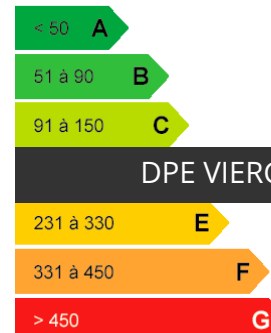 < 50 A
51 à 90 B
91 à 150 C
DPE VIERG
231 à 330 E
331 à 450 F
> 450 G